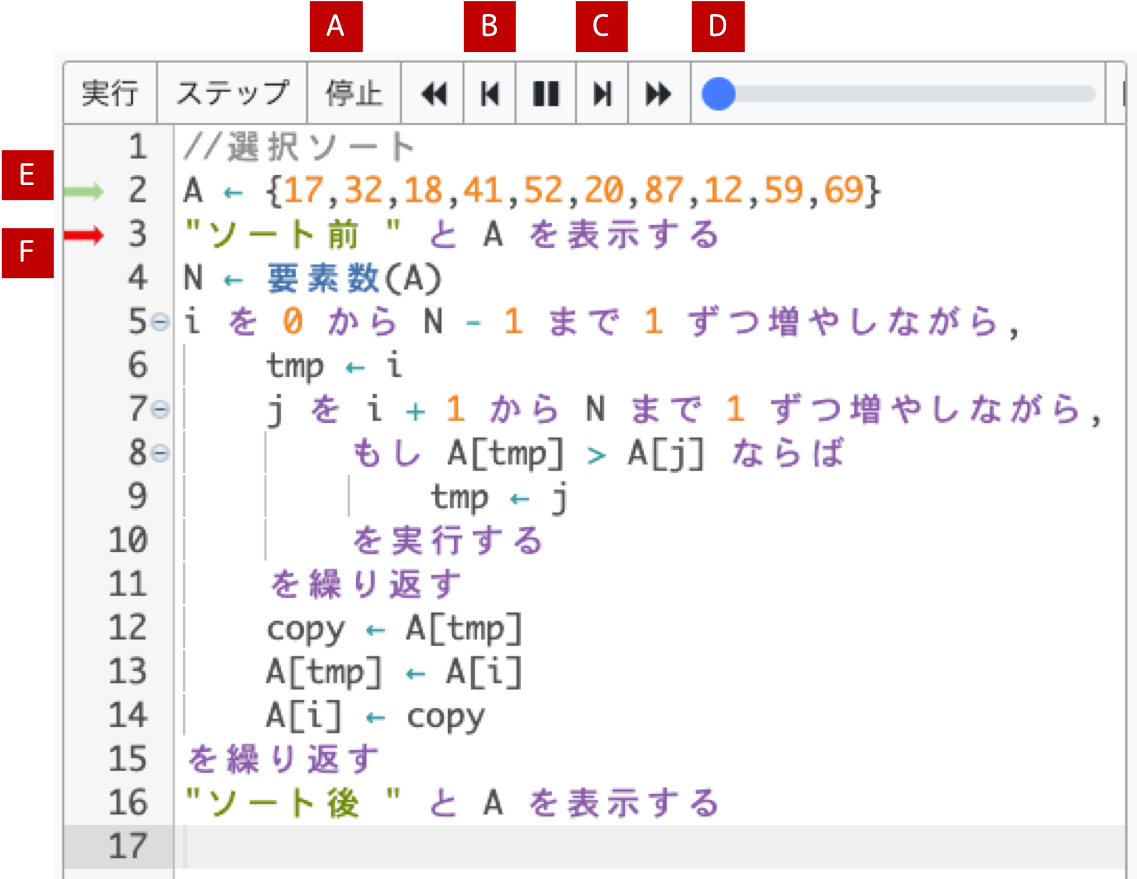 A B C D
実行 ステップ 停止
E
F
1 //選択ソート
2 A ← {17,32,18,41,52,20,87,12,59,69}
3 "ソート前 " と A を表示する
4 N ← 要素数(A)
5 i を 0 から N - 1 まで 1 ずつ増やしながら,
6 tmp ← i
7 j を i + 1 から N まで 1 ずつ増やしながら,
8 もし A[tmp] > A[j] ならば
9 tmp ← j
10 を実行する
11 を繰り返す
12 copy ← A[tmp]
13 A[tmp] ← A[i]
14 A[i] ← copy
15 を繰り返す
16 "ソート後 " と A を表示する
17